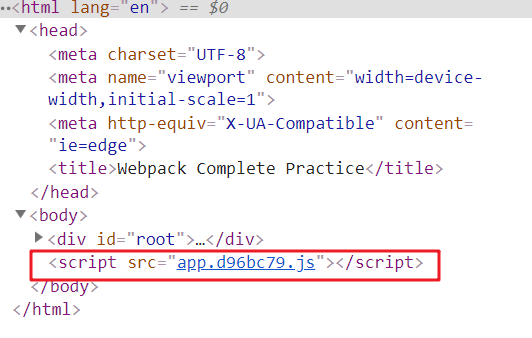 <html lang="en"> == $0
<head>
<meta charset="UTF-8">
<meta name="viewport" content="width=device-
width,initial-scale=1">
<meta http-equiv="X-UA-Compatible" content=
"ie=edge">
<title>Webpack Complete Practice</title>
</head>
<body>
<div id="root">…</div>
<script src="app.d96bc79.js"></script>
</body>
</html>